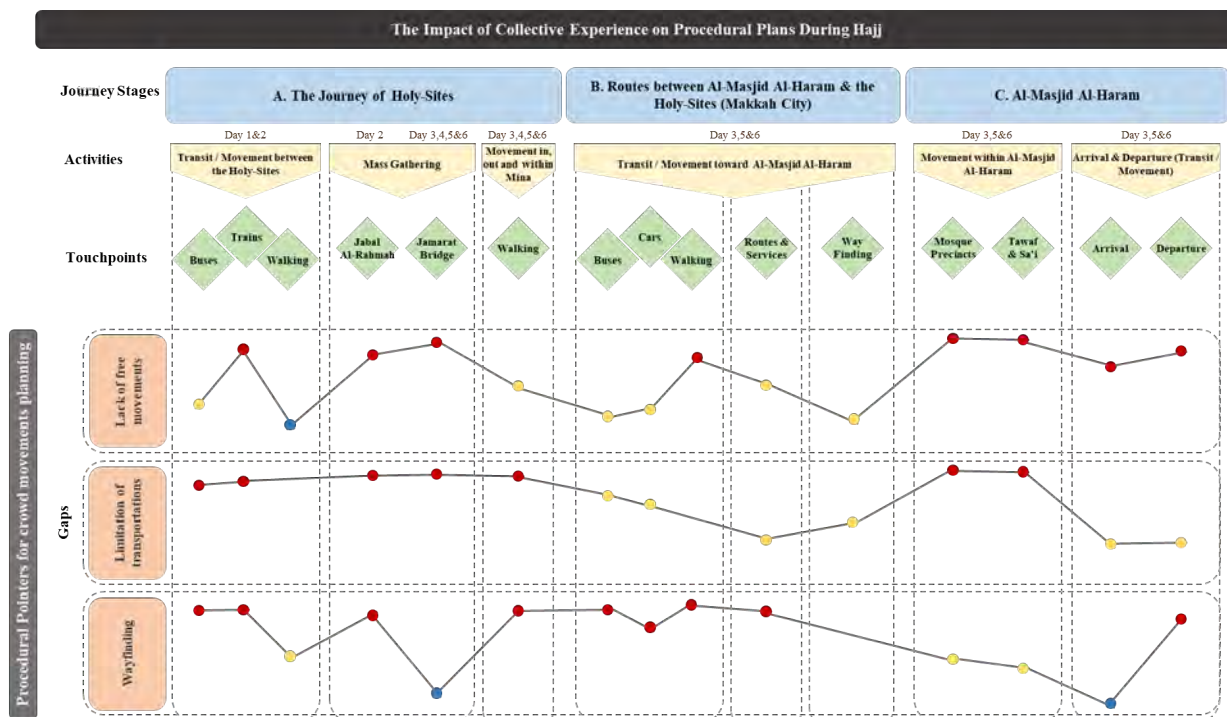 The Impact of Collective Experience on Procedural Plans During Hajj
Journey Stages
A. The Journey of Holy-Sites
B. Routes between Al-Masjid Al-Haram & the
Holy-Sites (Makkah City)
C. Al-Masjid Al-Haram
Day 1&2
Day 2
Day 3,4,5&6
Day 3,4,5&6
Day 3,5&6
Day 3,5&6
Day 3,5&6
Activities
Transit / Movement between
the Holy-Sites
Mass Gathering
Movement in,
out and within
Mina
Transit / Movement toward Al-Masjid Al-Haram
Movement within Al-Masjid
Al-Haram
Arrival & Departure (Transit /
Movement)
Touchpoints
Buses
Trains
Walking
Jabal
Al-Rahmah
Jamarat
Bridge
Walking
Buses
Cars
Walking
Routes &
Services
Way
Finding
Mosque
Precincts
Tawaf
& Sa'i
Arrival
Departure
Procedural Pointers for crowd movements planning
Gaps
Lack of free
movements
Limitation of
transportations
Wayfinding